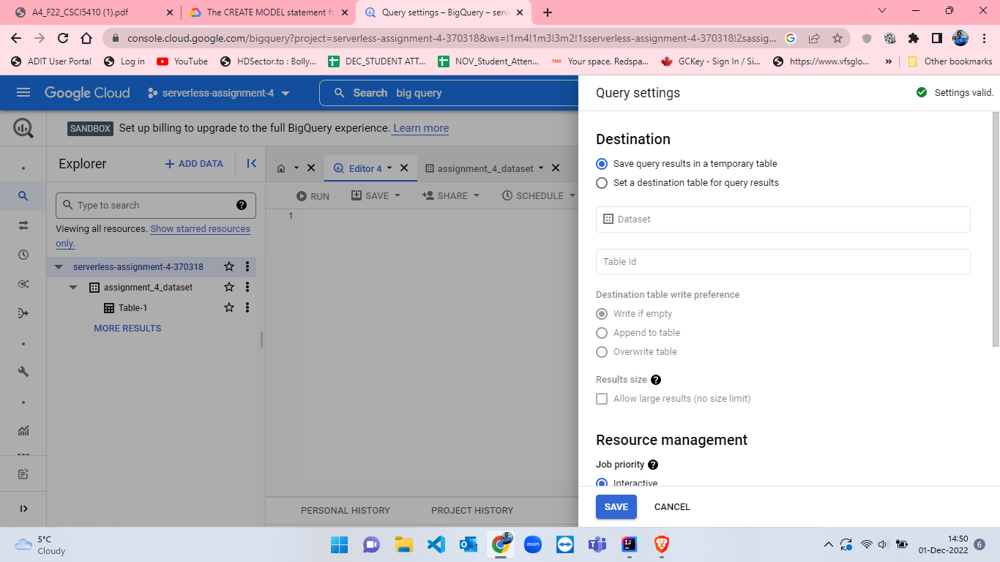 A4_F22_CSCI5410 (1).pdf
The CREATE MODEL statement fo
Query settings – BigQuery – serve
console.cloud.google.com/bigquery?project=serverless-assignment-4-370318&ws=!1m4!1m3!3m2!1sserverless-assignment-4-370318!2sassig...
ADIT User Portal
Log in
YouTube
HDSector.to : Bolly...
DEC_STUDENT ATT...
NOV_Student_Atten...
TMS
Your space. Redspa...
GCKey - Sign In / Si...
https://www.vfsglo...
»
Other bookmarks
Google Cloud
serverless-assignment-4
Search big query
Query settings
Settings valid.
SANDBOX
Set up billing to upgrade to the full BigQuery experience. Learn more
Explorer
+ ADD DATA
Editor 4
assignment_4_dataset
RUN
SAVE
SHARE
SCHEDULE
Type to search
1
Viewing all resources. Show starred resources
only.
serverless-assignment-4-370318
assignment_4_dataset
Table-1
MORE RESULTS
PERSONAL HISTORY
PROJECT HISTORY
Destination
Save query results in a temporary table
Set a destination table for query results
Dataset
Table Id
Destination table write preference
Write if empty
Append to table
Overwrite table
Results size
Allow large results (no size limit)
Resource management
Job priority
Interactive
SAVE
CANCEL
5°C
Cloudy
zoom
14:50
01-Dec-2022
6